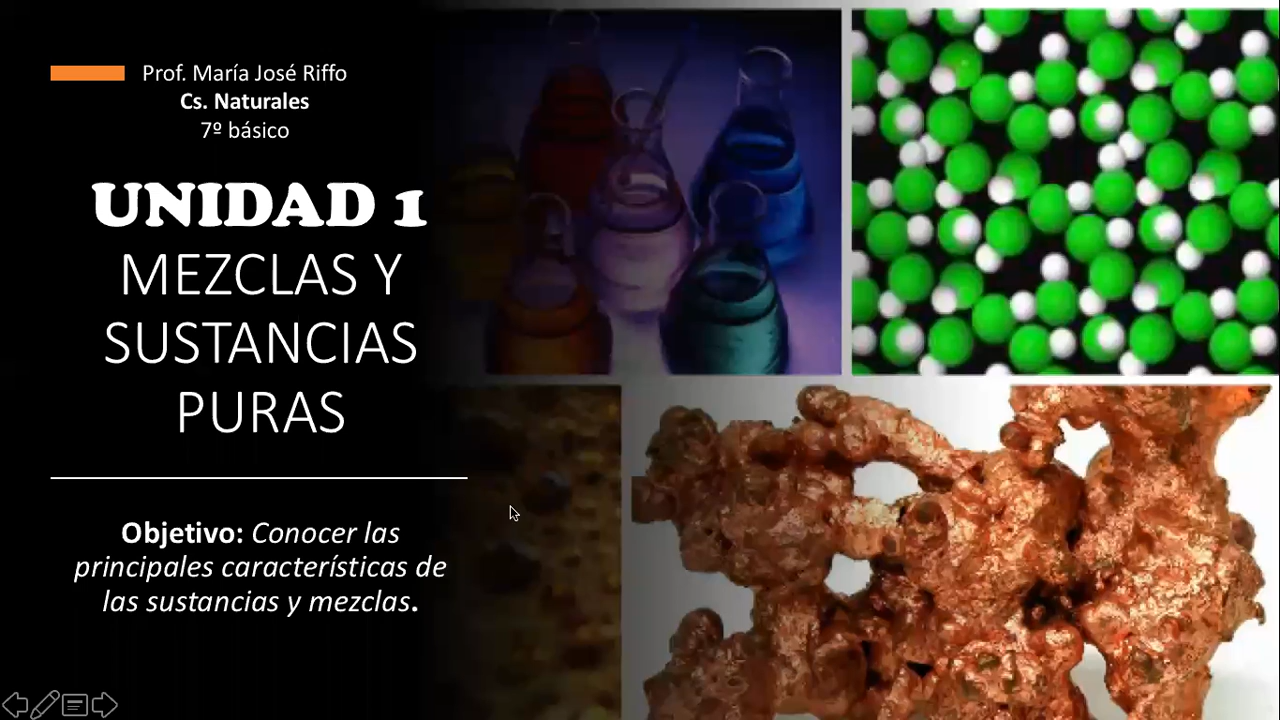 Prof. María José Riffo
Cs. Naturales
7º básico
UNIDAD 1
MEZCLAS Y
SUSTANCIAS
PURAS
Objetivo: Conocer las
principales características de
las sustancias y mezclas.